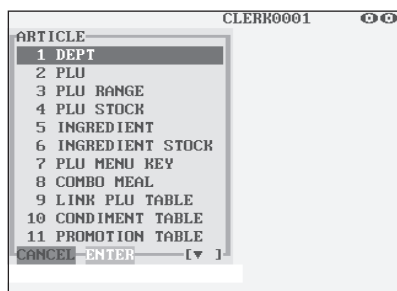 CLERK0001
ARTICLE
1 DEPT
2 PLU
3 PLU RANGE
4 PLU STOCK
5 INGREDIENT
6 INGREDIENT STOCK
7 PLU MENU KEY
8 COMBO MEAL
9 LINK PLU TABLE
10 CONDIMENT TABLE
11 PROMOTION TABLE
CANCEL ENTER [▼ ]